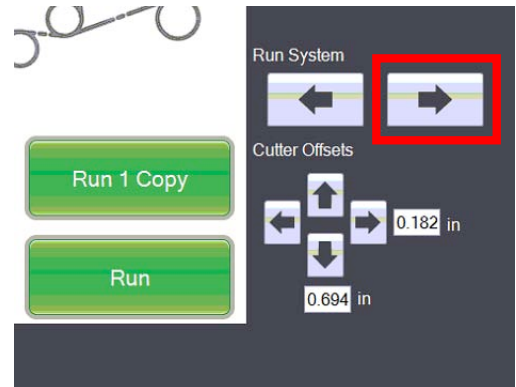 Run System
Cutter Offsets
Run 1 Copy
0.182 in
Run
0.694 in